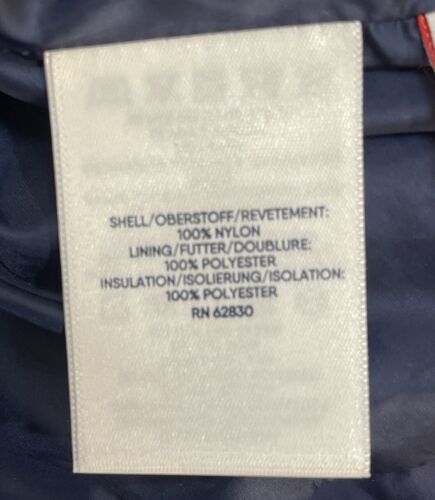 SHELL/OBERSTOFF/REVETEMENT:
100% NYLON
LINING/FUTTER/DOUBLURE:
100% POLYESTER
INSULATION/ISOLIERUNG/ISOLATION:
100% POLYESTER
RN 62830